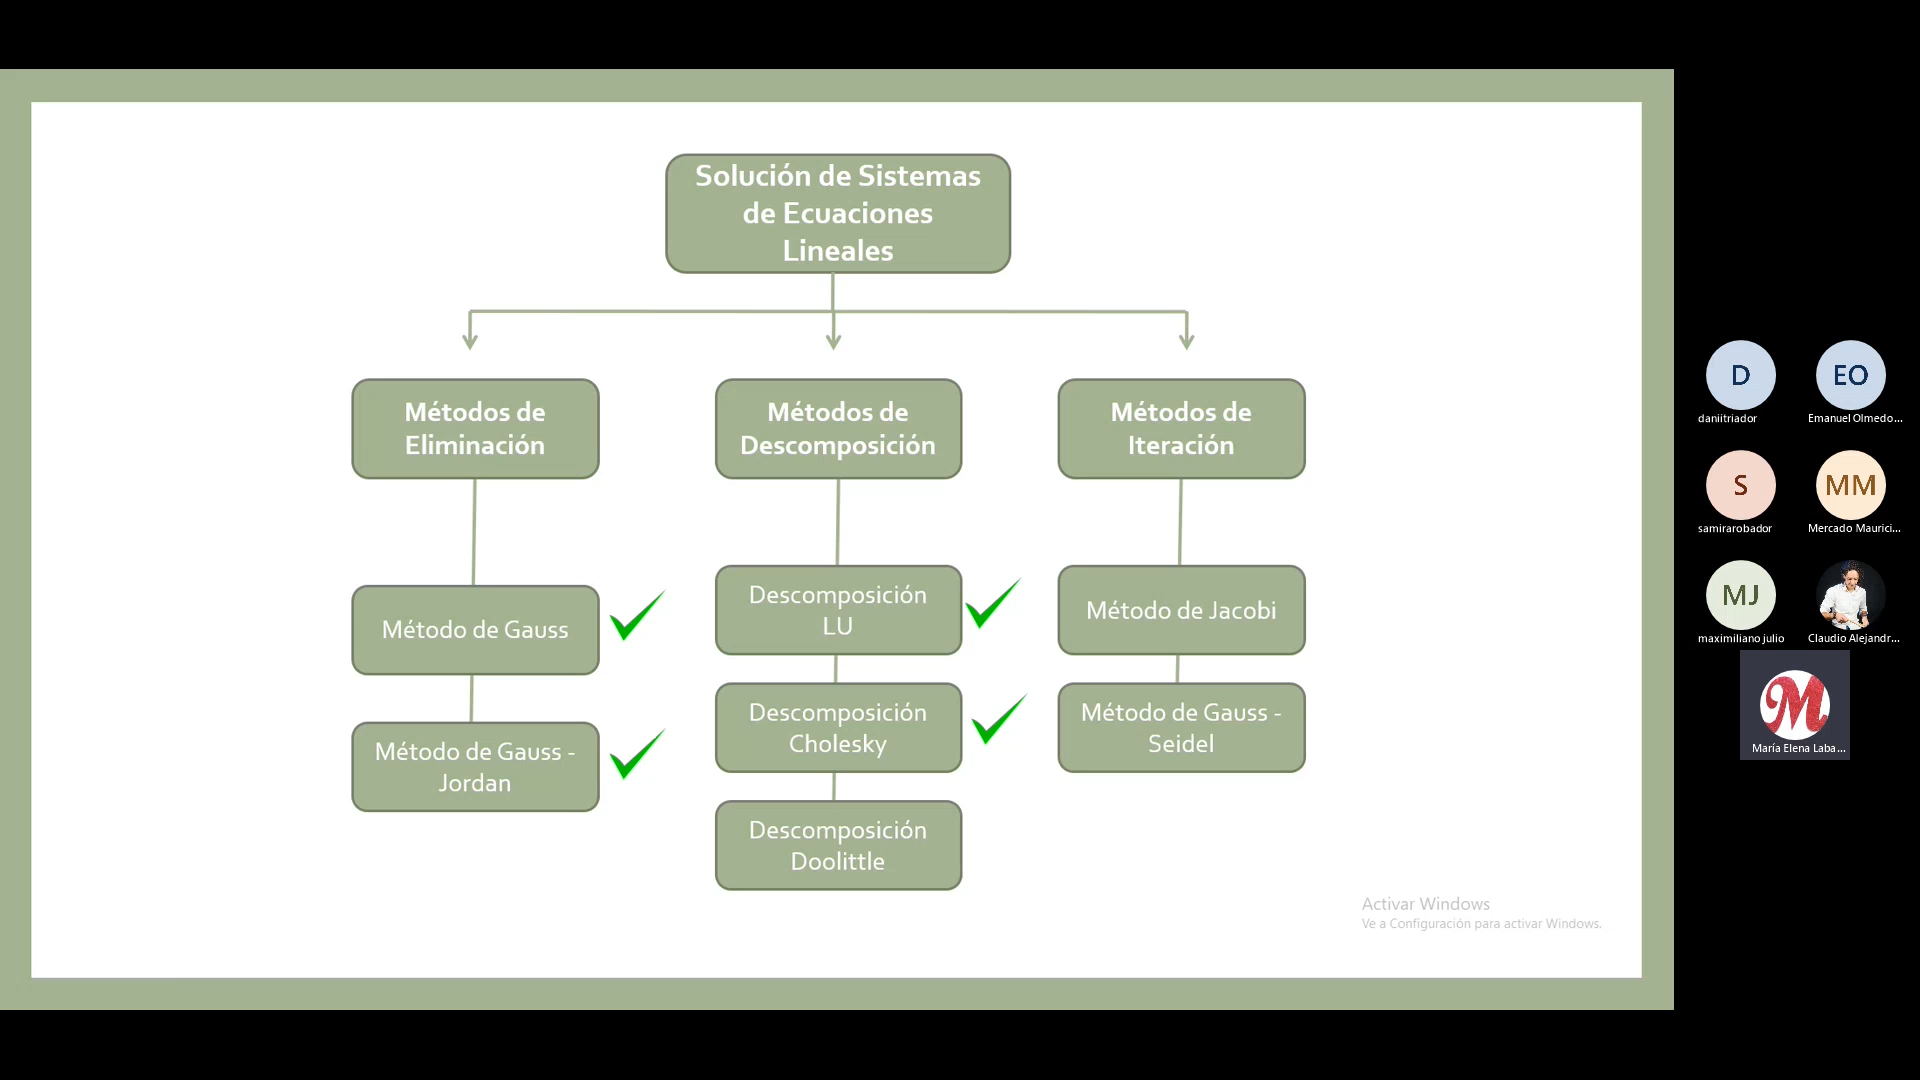 Solución de Sistemas
de Ecuaciones
Lineales
Métodos de
Eliminación
Métodos de
Descomposición
Métodos de
Iteración
Método de Gauss
Método de Gauss -
Jordan
Descomposición
LU
Descomposición
Cholesky
Descomposición
Doolittle
Método de Jacobi
Método de Gauss -
Seidel
Activar Windows
Ve a Configuración para activar Windows.
D
daniitriador
EO
Emanuel Olmedo...
S
samirarobador
MM
Mercado Maurici...
MJ
maximiliano julio
Claudio Alejandr...
M
María Elena Laba...